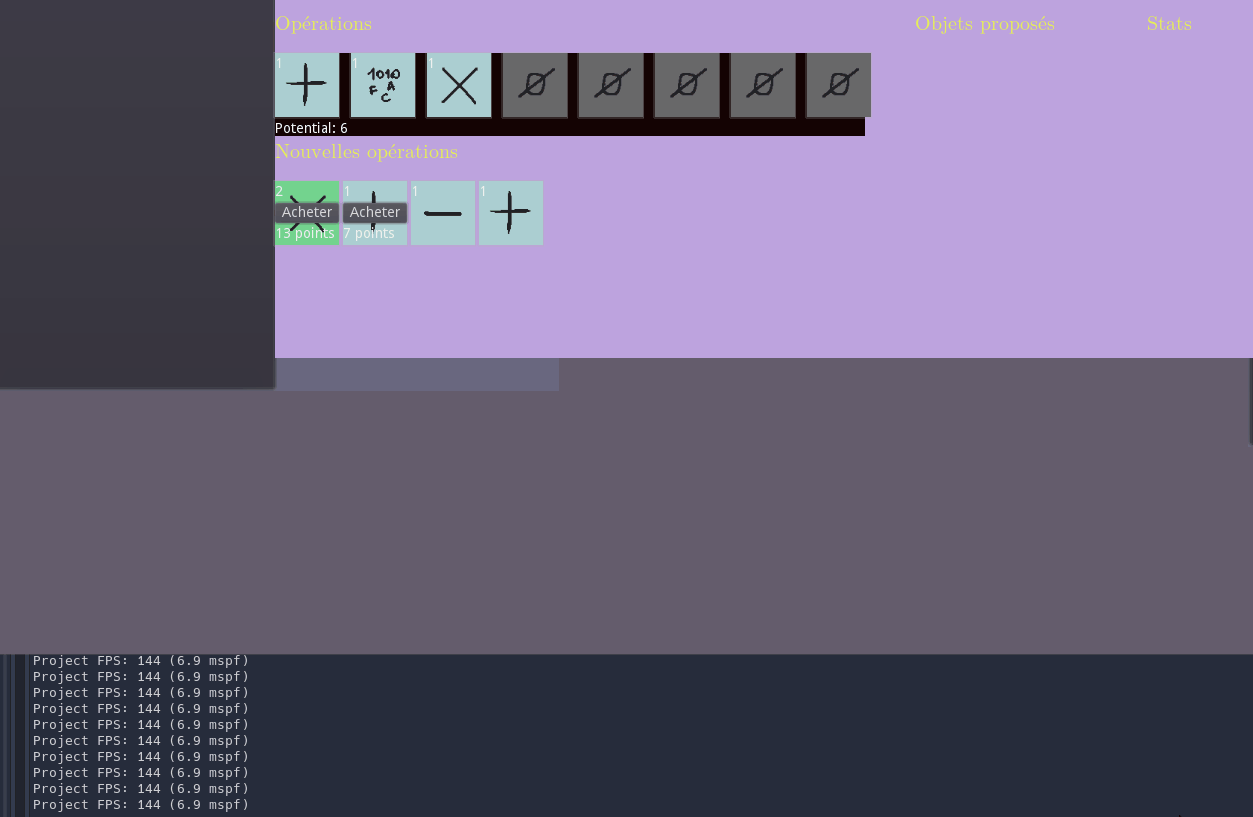 Opérations
Objets proposés
Stats
1
1
1
1010
F A
C
Potential: 6
Nouvelles opérations
2
1
1
1
Acheter
Acheter
13 points
7 points
Project FPS: 144 (6.9 mspf)
Project FPS: 144 (6.9 mspf)
Project FPS: 144 (6.9 mspf)
Project FPS: 144 (6.9 mspf)
Project FPS: 144 (6.9 mspf)
Project FPS: 144 (6.9 mspf)
Project FPS: 144 (6.9 mspf)
Project FPS: 144 (6.9 mspf)
Project FPS: 144 (6.9 mspf)
Project FPS: 144 (6.9 mspf)